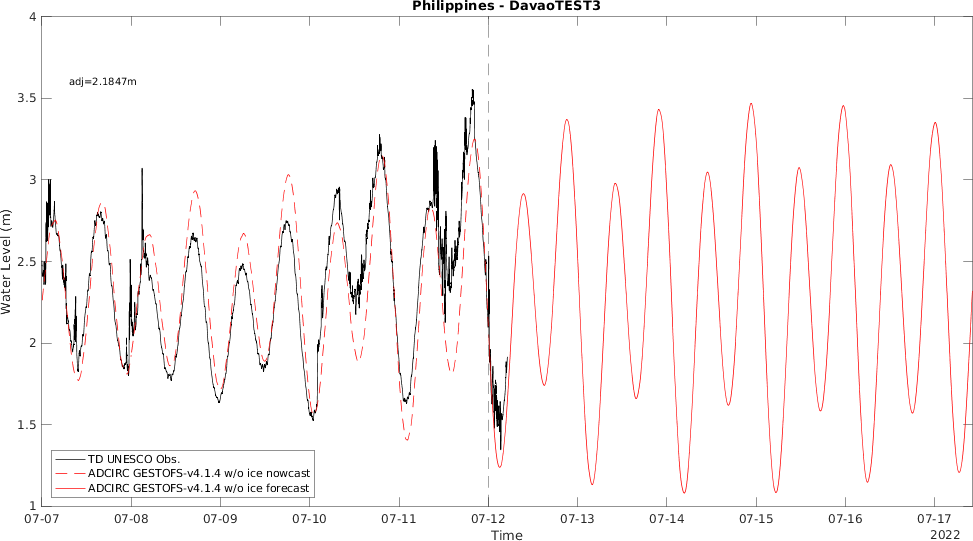 Philippines - DavaoTEST3
adj=2.1847m
4
3.5
3
2.5
2
1.5
1
Water Level (m)
TD UNESCO Obs.
ADCIRC GESTOFS-v4.1.4 w/o ice nowcast
ADCIRC GESTOFS-v4.1.4 w/o ice forecast
07-07 07-08 07-09 07-10 07-11 07-12 07-13 07-14 07-15 07-16 07-17
Time
2022